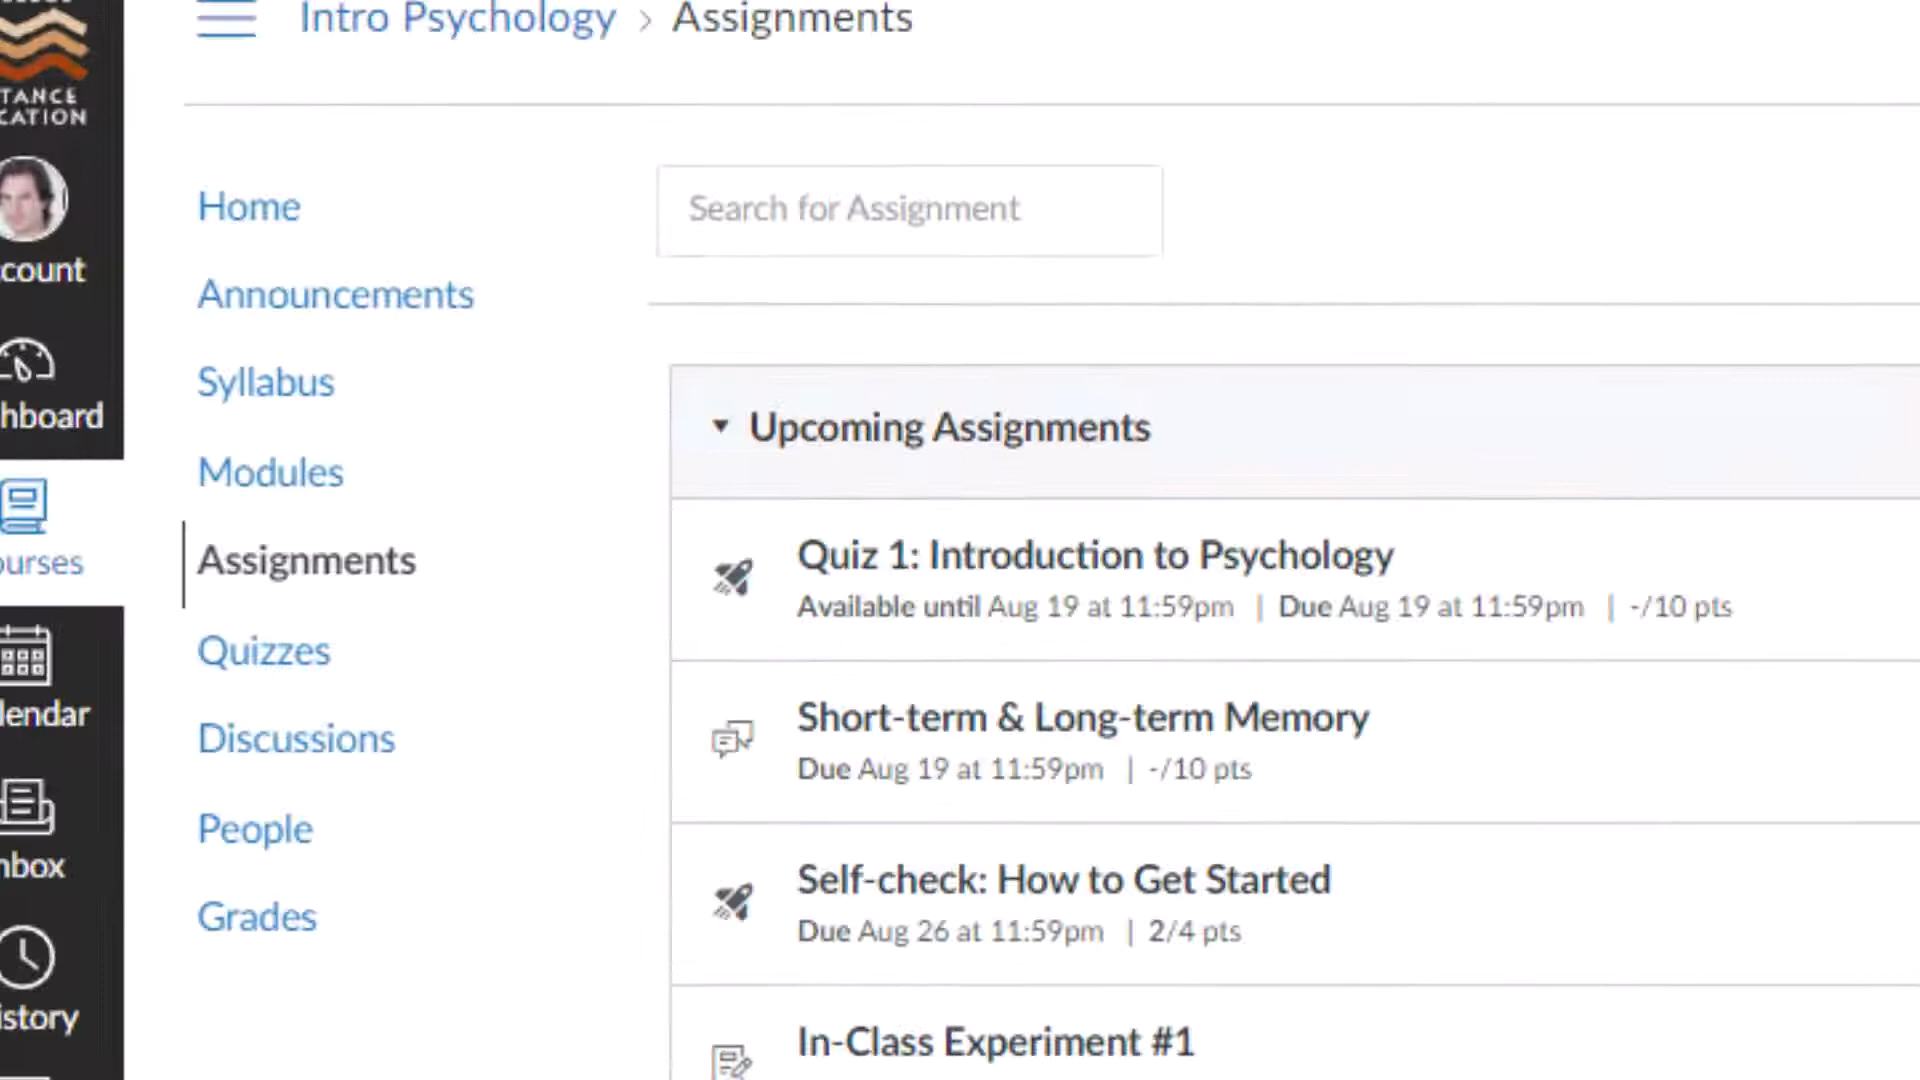 Intro Psychology > Assignments
TANCE
CATION
count
hboard
ourses
lendar
nbox
istory
Home
Announcements
Syllabus
Modules
Assignments
Quizzes
Discussions
People
Grades
Search for Assignment
Upcoming Assignments
Quiz 1: Introduction to Psychology
Available until Aug 19 at 11:59pm | Due Aug 19 at 11:59pm | -/10 pts
Short-term & Long-term Memory
Due Aug 19 at 11:59pm | -/10 pts
Self-check: How to Get Started
Due Aug 26 at 11:59pm | 2/4 pts
In-Class Experiment #1